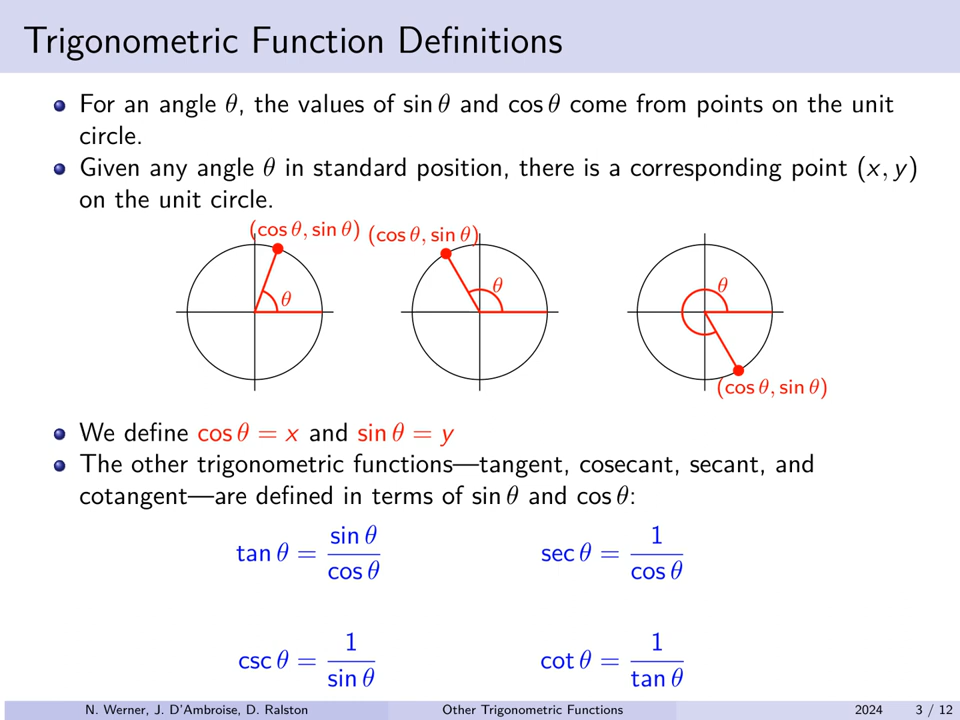 Trigonometric Function Definitions
For an angle θ, the values of sin θ and cos θ come from points on the unit
circle.
Given any angle θ in standard position, there is a corresponding point (x, y)
on the unit circle.
(cos θ, sin θ)
θ
(cos θ, sin θ)
θ
θ
(cos θ, sin θ)
We define cos θ = x and sin θ = y
The other trigonometric functions—tangent, cosecant, secant, and
cotangent—are defined in terms of sin θ and cos θ:
tan θ = sin θ / cos θ
sec θ = 1 / cos θ
csc θ = 1 / sin θ
cot θ = 1 / tan θ
N. Werner, J. D'Ambroise, D. Ralston
Other Trigonometric Functions
2024
3 / 12